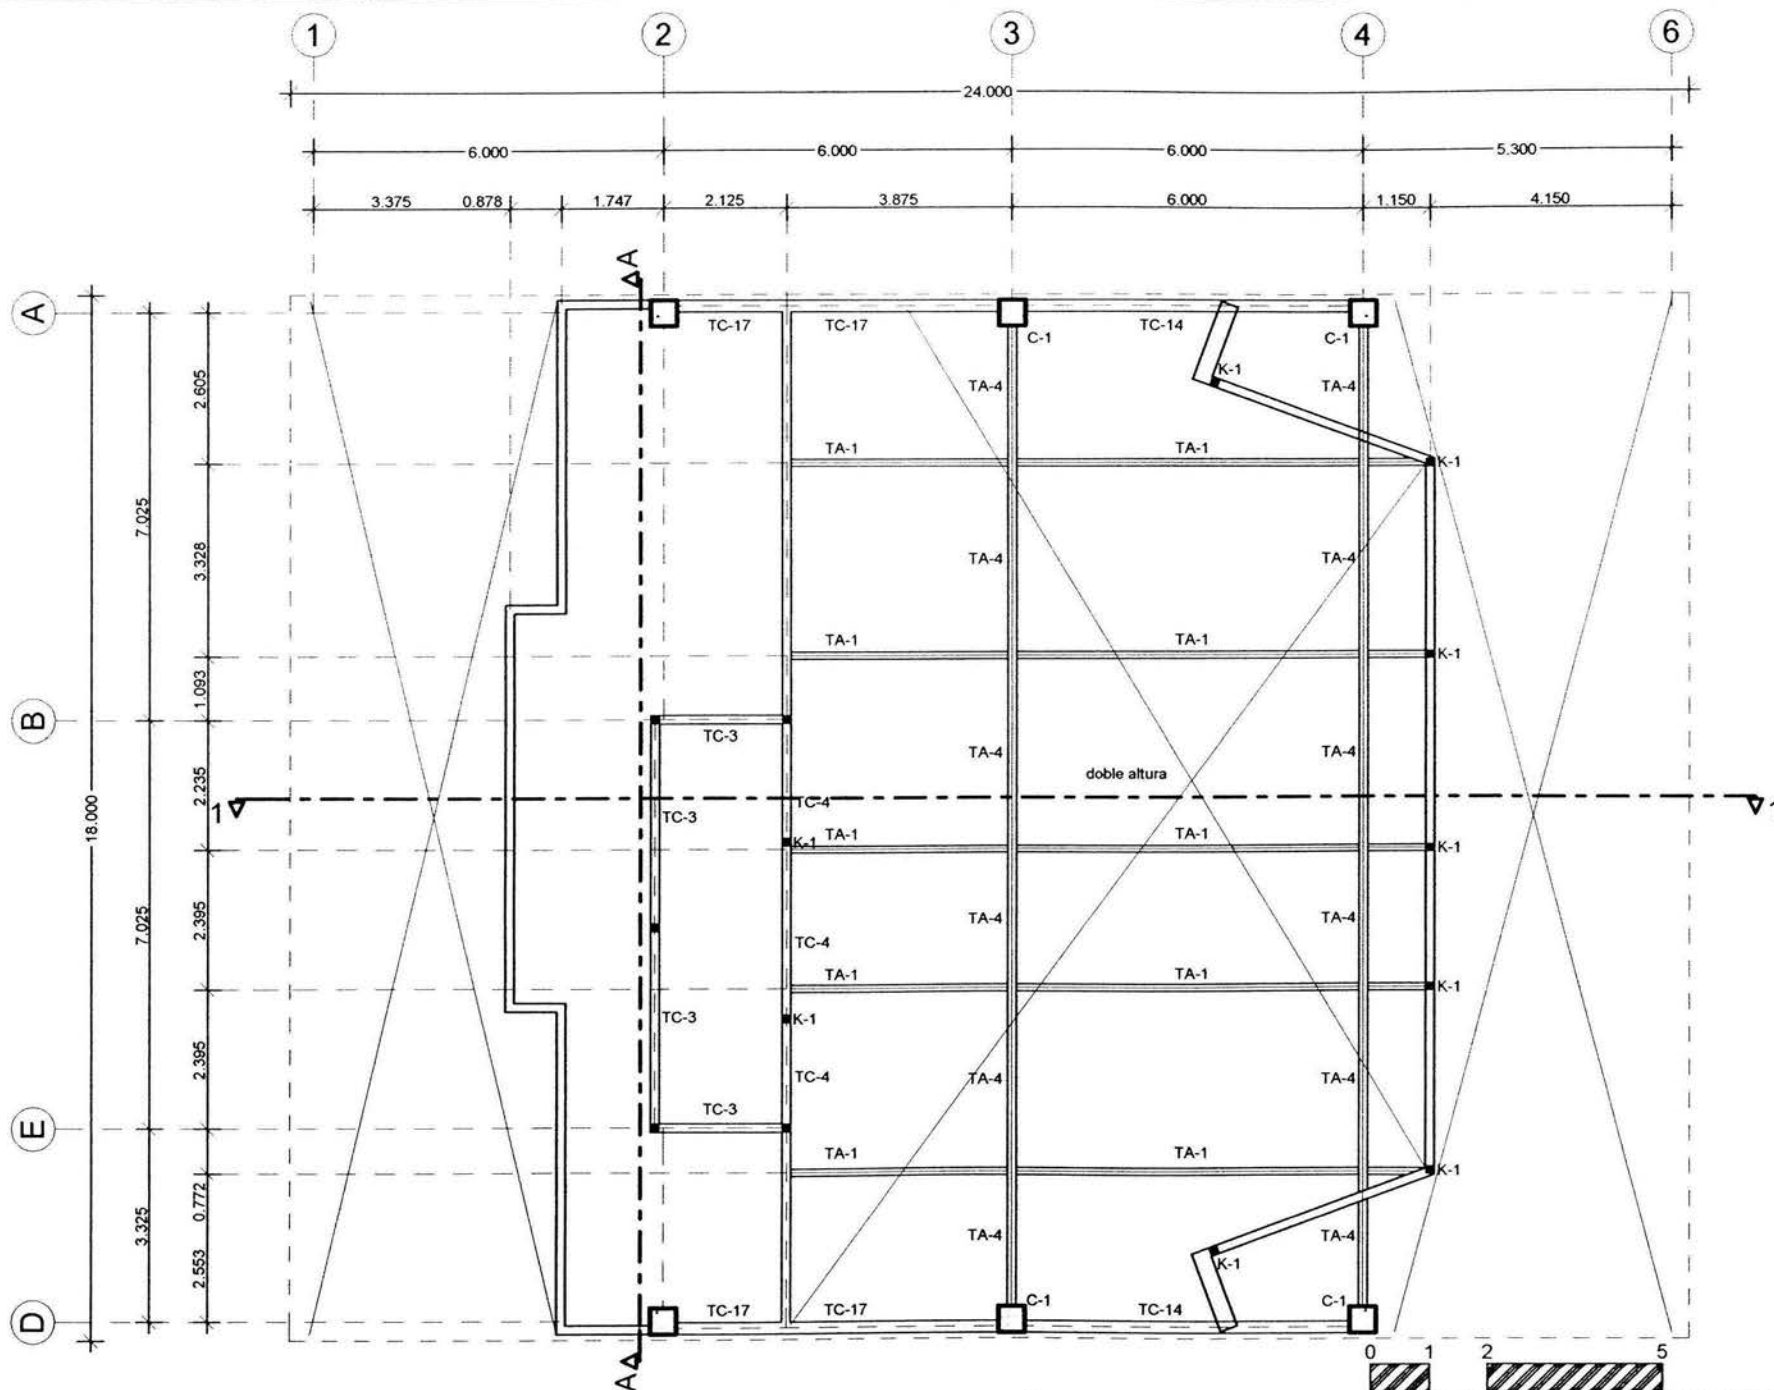 1 2 3 4 6
24.000
6.000 6.000 6.000 5.300
3.375 0.878 1.747 2.125 3.875 6.000 1.150 4.150
A
A
TC-17 TC-17 TC-14
C-1 C-1
2.605
K-1
TA-4 TA-4
TA-1 TA-1
K-1
7.025
3.328
TA-4 TA-4
TA-1 TA-1
K-1
1.093
B
TC-3
TA-4 TA-4
doble altura
2.235
18.000
1 1
TC-4
TC-3
TA-1 TA-1
K-1 K-1
7.025
2.395
TA-4 TA-4
TC-4
TA-1 TA-1
K-1
TC-3
K-1
2.395
TC-4
TA-4 TA-4
TC-3
E
TA-1 TA-1
K-1
0.772
3.325
TA-4 TA-4
2.553
K-1
C-1 C-1
TC-17 TC-17 TC-14
D
0 1 2 5
A